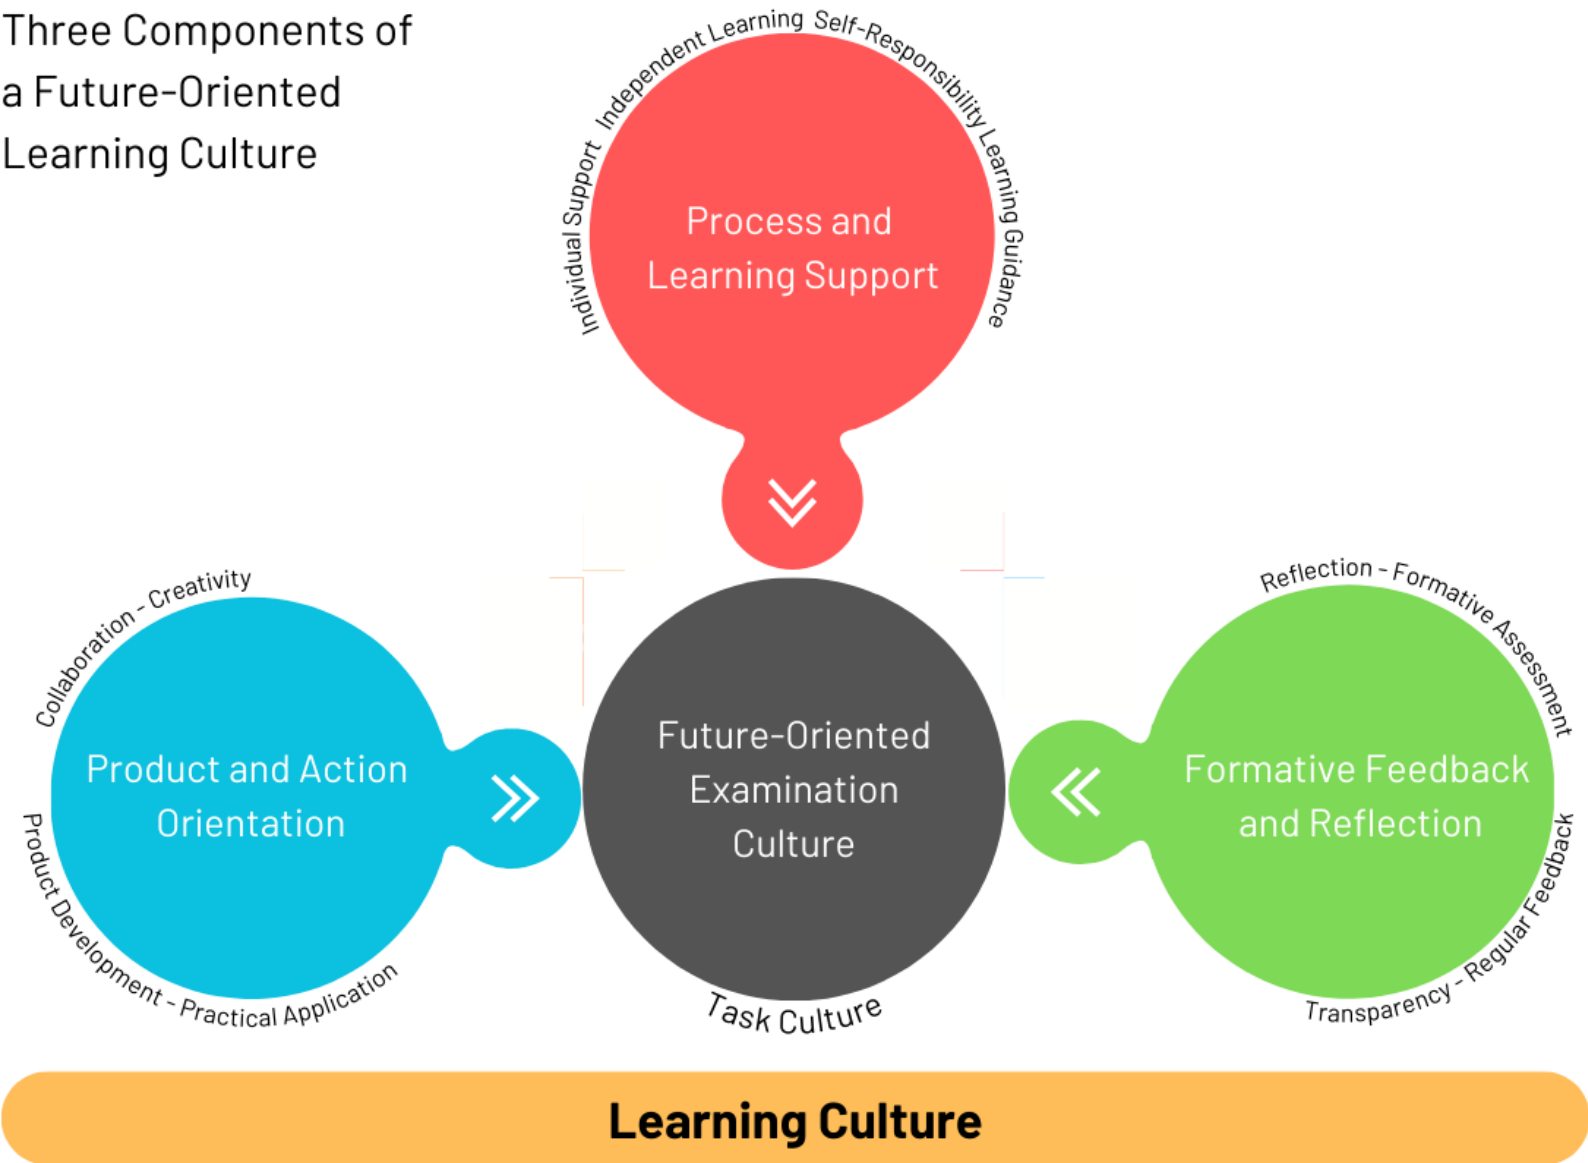 Three Components of
a Future-Oriented
Learning Culture
Individual Support Independent Learning Self-Responsibility Learning Guidance
Process and
Learning Support
Collaboration - Creativity
Product and Action
Orientation
Product Development - Practical Application
Future-Oriented
Examination
Culture
Task Culture
Reflection - Formative Assessment
Formative Feedback
and Reflection
Transparency - Regular Feedback
Learning Culture